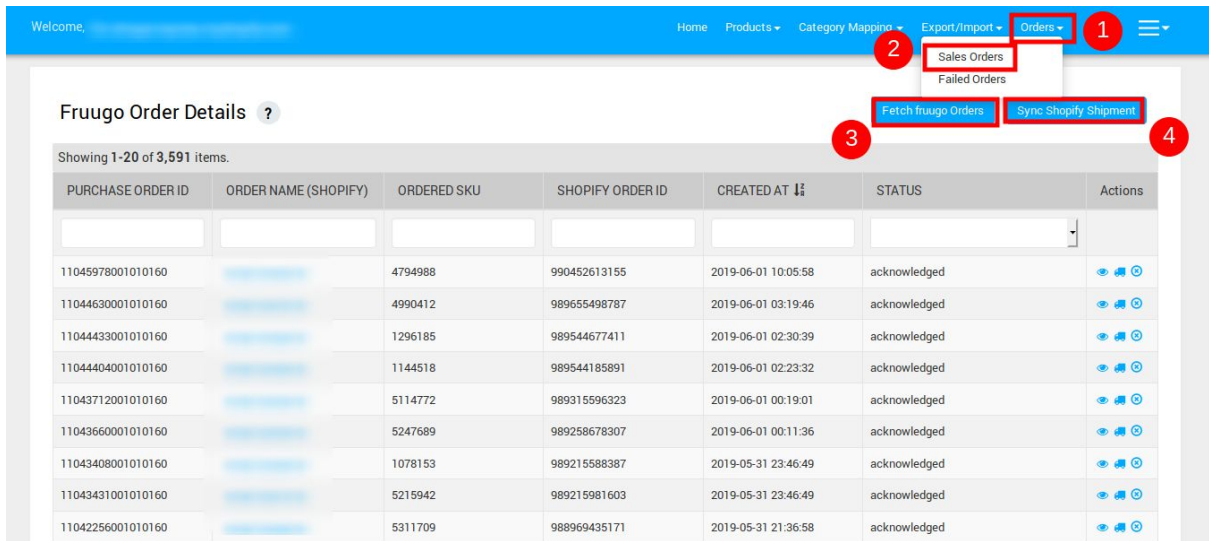 Welcome,
Home Products Category Mapping Export/Import Orders 1
2 Sales Orders
Failed Orders
Fruugo Order Details ? Fetch fruugo Orders Sync Shopify Shipment
3 4
Showing 1-20 of 3,591 items.
PURCHASE ORDER ID ORDER NAME (SHOPIFY) ORDERED SKU SHOPIFY ORDER ID CREATED AT STATUS Actions
11045978001010160 4794988 990452613155 2019-06-01 10:05:58 acknowledged
11044630001010160 4990412 989655498787 2019-06-01 03:19:46 acknowledged
11044433001010160 1296185 989544677411 2019-06-01 02:30:39 acknowledged
11044404001010160 1144518 989544185891 2019-06-01 02:23:32 acknowledged
11043712001010160 5114772 989315596323 2019-06-01 00:19:01 acknowledged
11043660001010160 5247689 989258678307 2019-06-01 00:11:36 acknowledged
11043408001010160 1078153 989215588387 2019-05-31 23:46:49 acknowledged
11043431001010160 5215942 989215981603 2019-05-31 23:46:49 acknowledged
11042256001010160 5311709 988969435171 2019-05-31 21:36:58 acknowledged